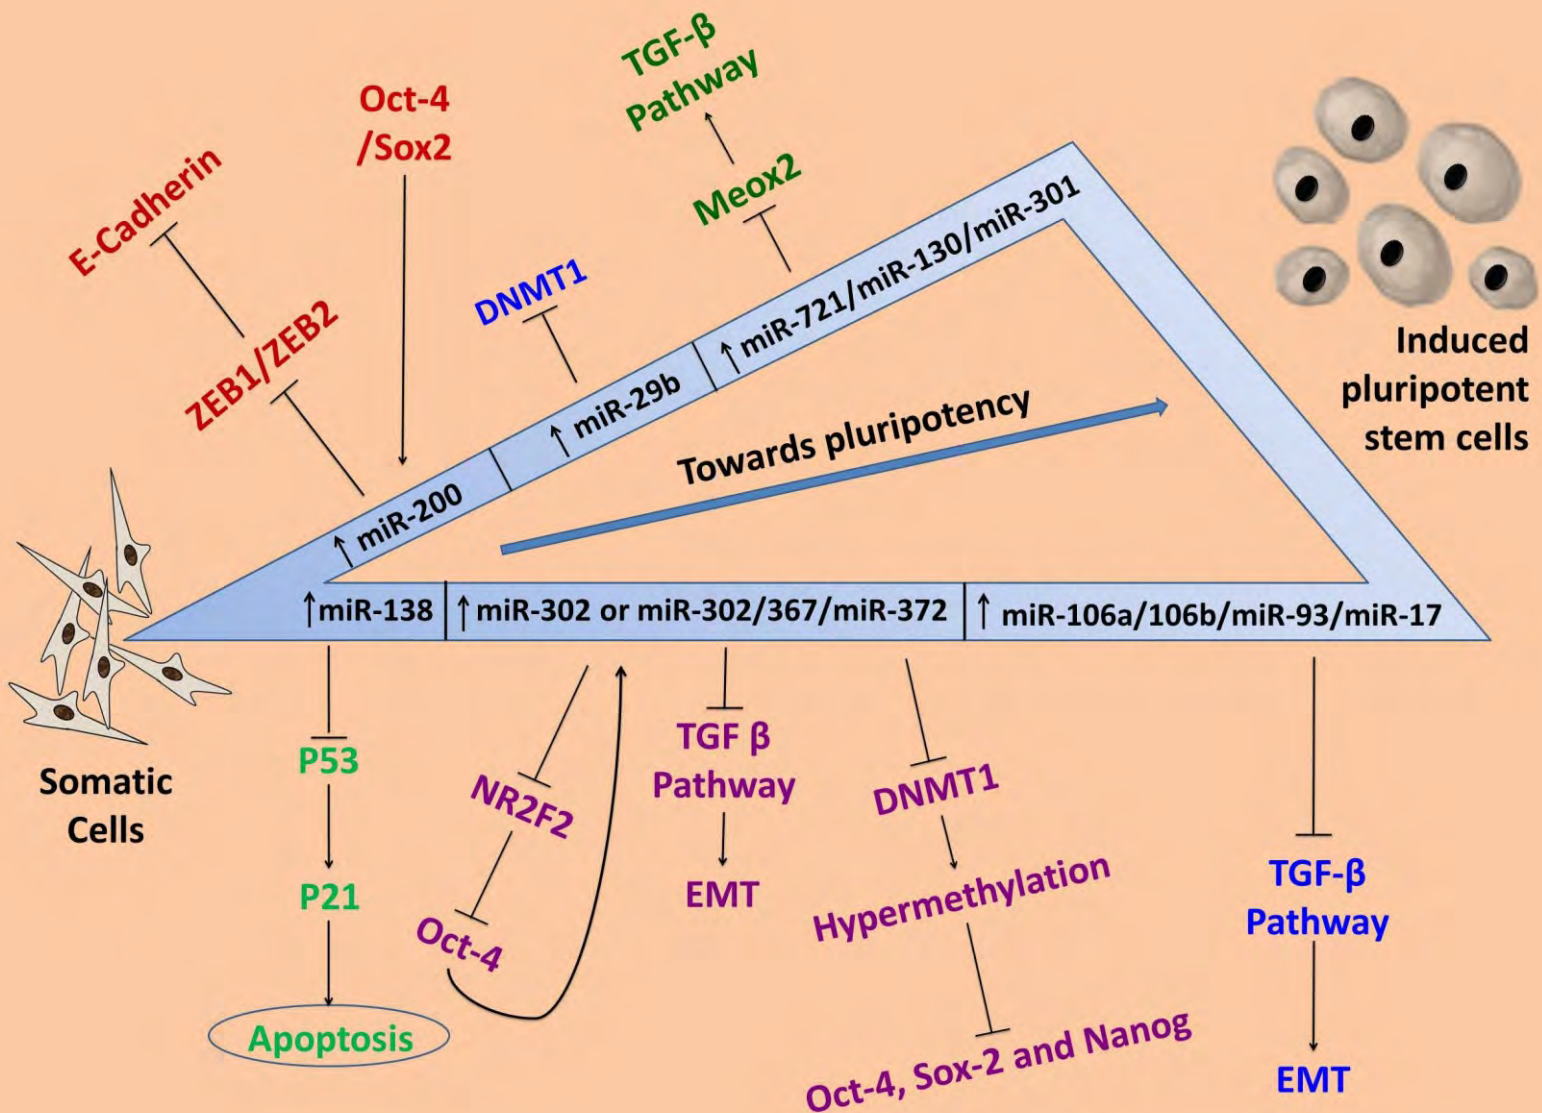 TGF-β
Pathway
Oct-4
/Sox2
Meox2
E-Cadherin
DNMT1
ZEB1/ZEB2
↑ miR-721/miR-130/miR-301
↑ miR-29b
↑ miR-200
Towards pluripotency
Induced
pluripotent
stem cells
↑ miR-138
↑ miR-302 or miR-302/367/miR-372
↑ miR-106a/106b/miR-93/miR-17
Somatic
Cells
P53
P21
Apoptosis
NR2F2
Oct-4
TGF β
Pathway
EMT
DNMT1
Hypermethylation
Oct-4, Sox-2 and Nanog
TGF-β
Pathway
EMT